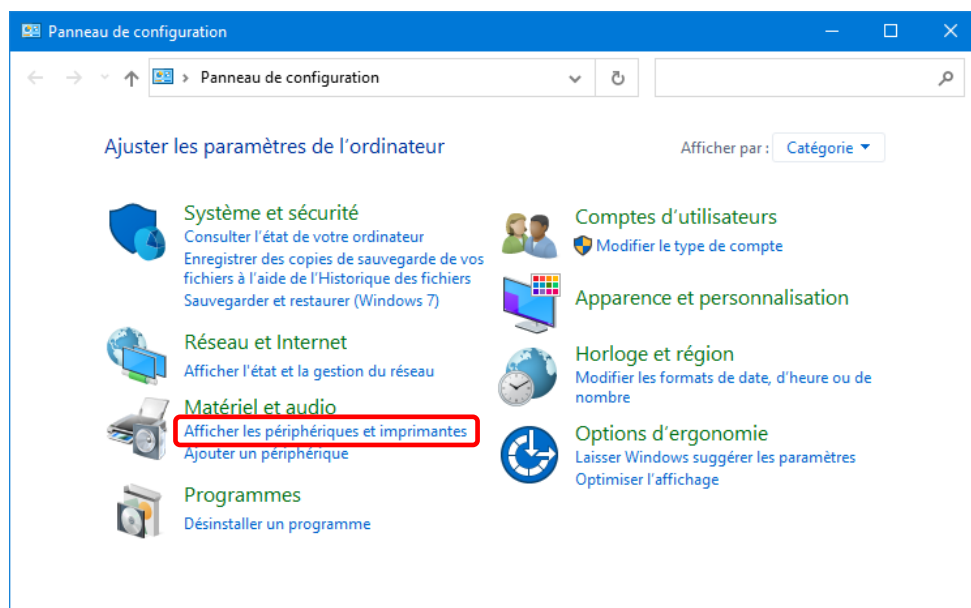 Panneau de configuration
Panneau de configuration
Ajuster les paramètres de l’ordinateur
Afficher par : Catégorie
Système et sécurité
Consulter l’état de votre ordinateur
Enregistrer des copies de sauvegarde de vos
fichiers à l’aide de l’Historique des fichiers
Sauvegarder et restaurer (Windows 7)
Réseau et Internet
Afficher l’état et la gestion du réseau
Matériel et audio
Afficher les périphériques et imprimantes
Ajouter un périphérique
Programmes
Désinstaller un programme
Comptes d’utilisateurs
Modifier le type de compte
Apparence et personnalisation
Horloge et région
Modifier les formats de date, d’heure ou de
nombre
Options d’ergonomie
Laisser Windows suggérer les paramètres
Optimiser l’affichage